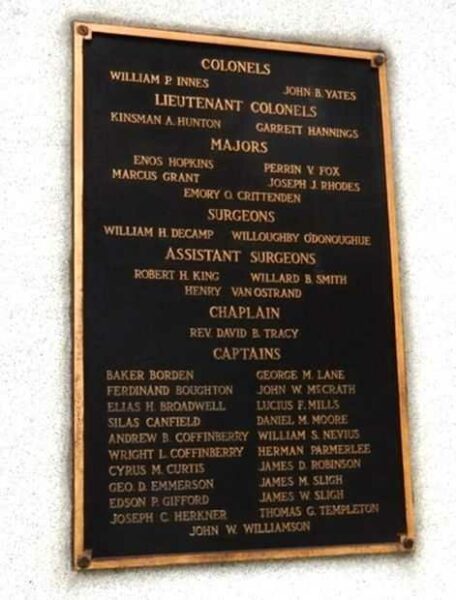 COLONELS
WILLIAM P. INNES JOHN B. YATES
LIEUTENANT COLONELS
KINSMAN A. HUNTON GARRETT HANNINGS
MAJORS
ENOS HOPKINS PERRIN V. FOX
MARCUS GRANT JOSEPH J. RHODES
EMORY O. CRITTENDEN
SURGEONS
WILLIAM H. DECAMP WILLOUGHBY O'DONOUGHUE
ASSISTANT SURGEONS
ROBERT H. KING WILLARD B. SMITH
HENRY VAN OSTRAND
CHAPLAIN
REV. DAVID B. TRACY
CAPTAINS
BAKER BORDEN GEORGE M. LANE
FERDINAND BOUGHTON JOHN W. MCCRATH
ELIAS H. BROADWELL LUCIUS F. MILLS
SILAS CANFIELD DANIEL M. MOORE
ANDREW B. COFFINBERRY WILLIAM S. NEVIUS
WRIGHT L. COFFINBERRY HERMAN PARMERLEE
CYRUS M. CURTIS JAMES D. ROBINSON
GEO. D. EMMERSON JAMES M. SLIGH
EDSON P. GIFFORD JAMES W. SLIGH
JOSEPH C. HERKNER THOMAS G. TEMPLETON
JOHN W. WILLIAMSON